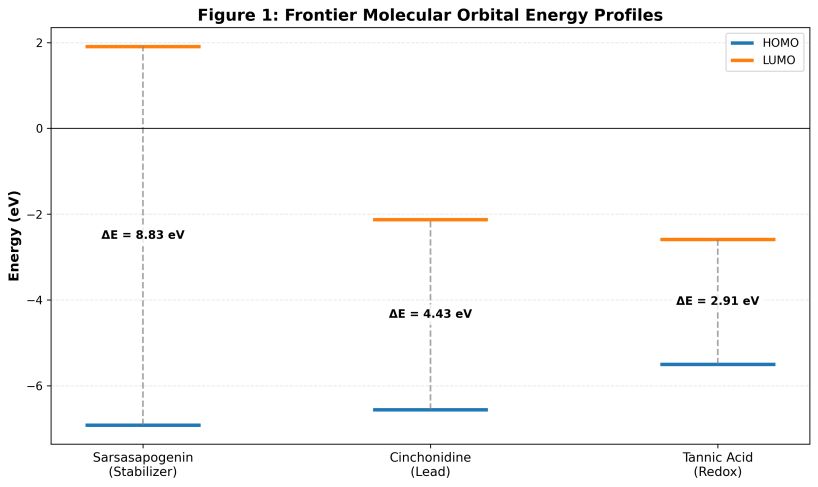 Figure 1: Frontier Molecular Orbital Energy Profiles
HOMO
LUMO
Energy (eV)
2
0
−2
−4
−6
ΔE = 8.83 eV
ΔE = 4.43 eV
ΔE = 2.91 eV
Sarsasapogenin
(Stabilizer)
Cinchonidine
(Lead)
Tannic Acid
(Redox)